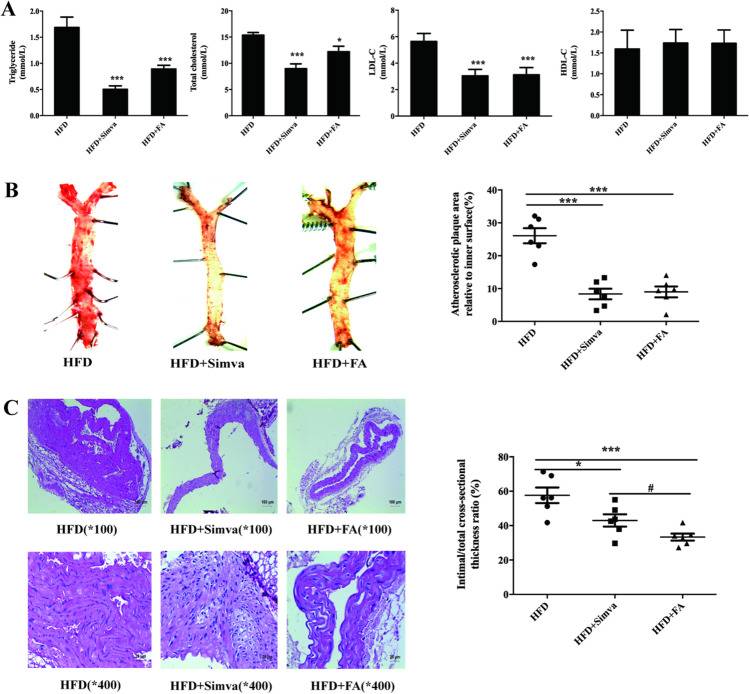 A
Triglyceride
(mmol/L)
2.0
1.5
1.0
0.5
0.0
***
***
HFD
HFD+Simva
HFD+FA
Total cholesterol
(mmol/L)
20
15
10
5
0
***
*
HFD
HFD+Simva
HFD+FA
LDL-C
(mmol/L)
8
6
4
2
0
***
***
HFD
HFD+Simva
HFD+FA
HDL-C
(mmol/L)
2.5
2.0
1.5
1.0
0.5
0.0
HFD
HFD+Simva
HFD+FA
B
HFD
HFD+Simva
HFD+FA
Atherosclerotic plaque area
relative to inner surface(%)
40
30
20
10
0
***
***
HFD
HFD+Simva
HFD+FA
C
100 μm
100 μm
HFD(*100)
HFD+Simva(*100)
HFD+FA(*100)
20 μm
HFD(*400)
HFD+Simva(*400)
HFD+FA(*400)
Intimal/total cross-sectional
thickness ratio (%)
80
60
40
20
0
***
*
#
HFD
HFD+Simva
HFD+FA